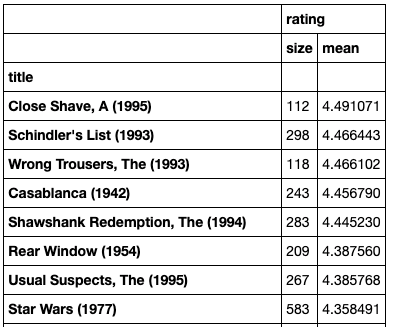 rating
size mean
title
Close Shave, A (1995) 112 4.491071
Schindler's List (1993) 298 4.466443
Wrong Trousers, The (1993) 118 4.466102
Casablanca (1942) 243 4.456790
Shawshank Redemption, The (1994) 283 4.445230
Rear Window (1954) 209 4.387560
Usual Suspects, The (1995) 267 4.385768
Star Wars (1977) 583 4.358491